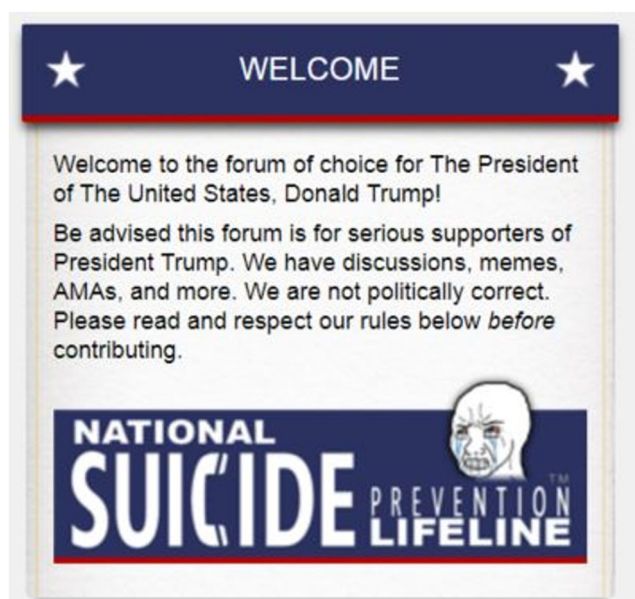 WELCOME
Welcome to the forum of choice for The President
of The United States, Donald Trump!
Be advised this forum is for serious supporters of
President Trump. We have discussions, memes,
AMAs, and more. We are not politically correct.
Please read and respect our rules below before
contributing.
NATIONAL
SUICIDE
PREVENTION
LIFELINE
TM